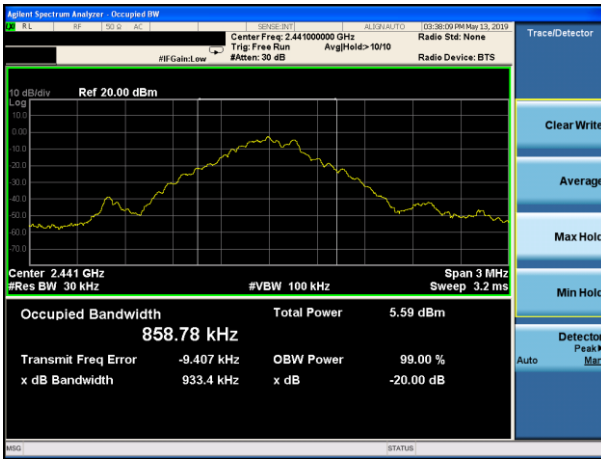 Agilent Spectrum Analyzer - Occupied BW
RL RF 50 Ω AC SENSE:INT ALIGNAUTO 03:38:09 PM May 13, 2019
Center Freq: 2.441000000 GHz Radio Std: None
Trig: Free Run Avg|Hold:> 10/10
#IFGain:Low #Atten: 30 dB Radio Device: BTS
Trace/Detector
10 dB/div Ref 20.00 dBm
Log
10.0
0.00
-10.0
-20.0
-30.0
-40.0
-50.0
-60.0
-70.0
Center 2.441 GHz Span 3 MHz
#Res BW 30 kHz #VBW 100 kHz Sweep 3.2 ms
Occupied Bandwidth Total Power 5.59 dBm
858.78 kHz
Transmit Freq Error -9.407 kHz OBW Power 99.00 %
x dB Bandwidth 933.4 kHz x dB -20.00 dB
Clear Write
Average
Max Hold
Min Hold
Detector
Peak
Auto Man
MSG STATUS